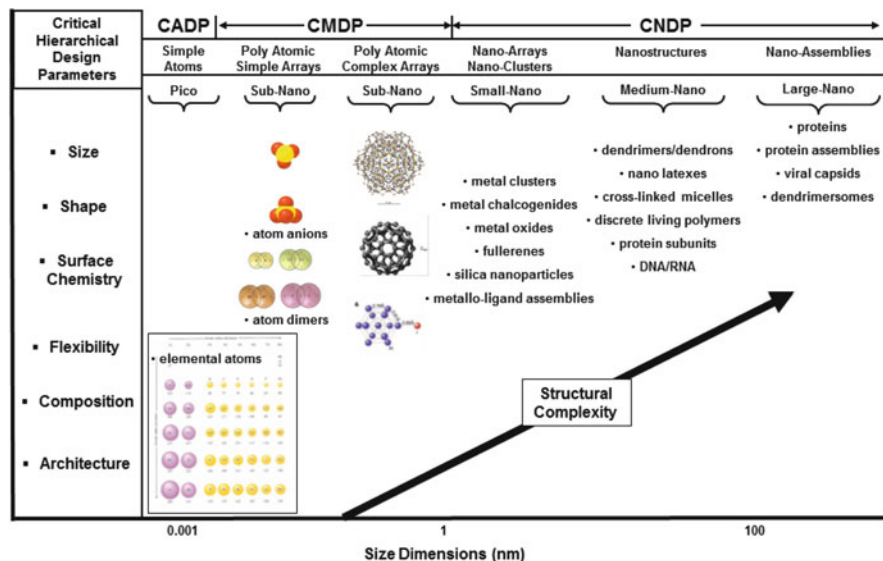 Critical
Hierarchical
Design
Parameters
CADP
CMDP
CNDP
Simple
Atoms
Poly Atomic
Simple Arrays
Poly Atomic
Complex Arrays
Nano-Arrays
Nano-Clusters
Nanostructures
Nano-Assemblies
Pico
Sub-Nano
Sub-Nano
Small-Nano
Medium-Nano
Large-Nano
▪ Size
▪ Shape
▪ Surface
Chemistry
▪ Flexibility
▪ Composition
▪ Architecture
• elemental atoms
• atom anions
• atom dimers
• metal clusters
• metal chalcogenides
• metal oxides
• fullerenes
• silica nanoparticles
• metallo-ligand assemblies
• dendrimers/dendrons
• nano latexes
• cross-linked micelles
• discrete living polymers
• protein subunits
• DNA/RNA
• proteins
• protein assemblies
• viral capsids
• dendrimersomes
Structural
Complexity
0.001
1
100
Size Dimensions (nm)